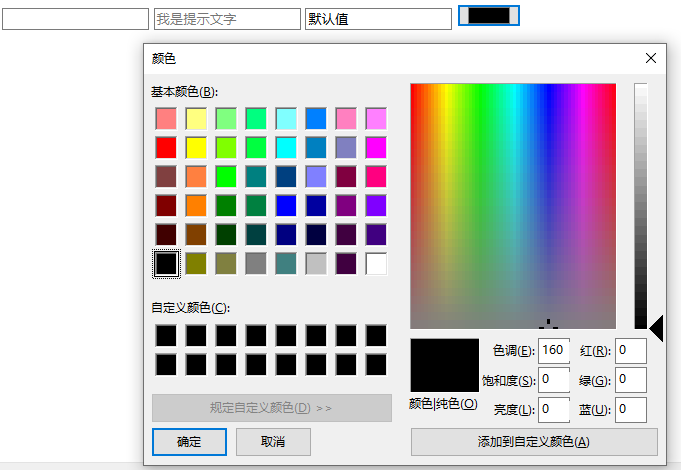 我是提示文字 默认值
颜色
基本颜色(B):
自定义颜色(C):
规定自定义颜色(D) >>
确定 取消
色调(E): 160 红(R): 0
饱和度(S): 0 绿(G): 0
颜色|纯色(O) 亮度(L): 0 蓝(U): 0
添加到自定义颜色(A)